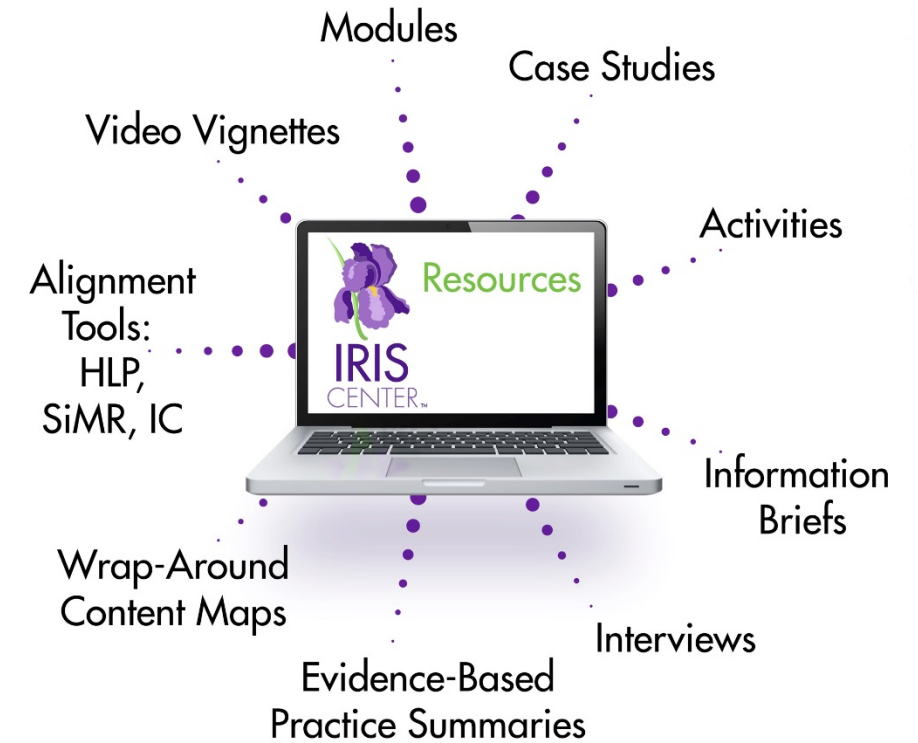 Modules
Case Studies
Video Vignettes
Activities
Resources
Alignment
Tools:
HLP,
SiMR, IC
IRIS
CENTER™
Information
Briefs
Wrap-Around
Content Maps
Interviews
Evidence-Based
Practice Summaries